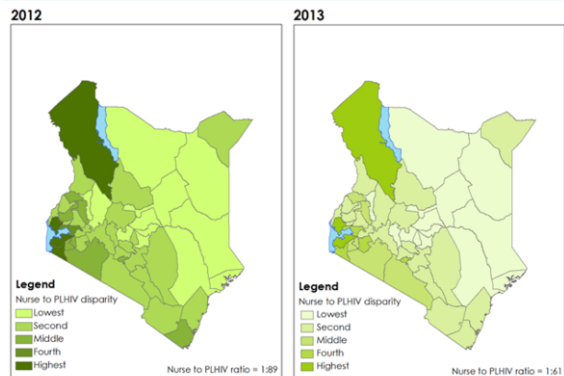 2012
Legend
Nurse to PLHIV disparity
Lowest
Second
Middle
Fourth
Highest
Nurse to PLHIV ratio = 1:89
2013
Legend
Nurse to PLHIV disparity
Lowest
Second
Middle
Fourth
Highest
Nurse to PLHIV ratio = 1:61